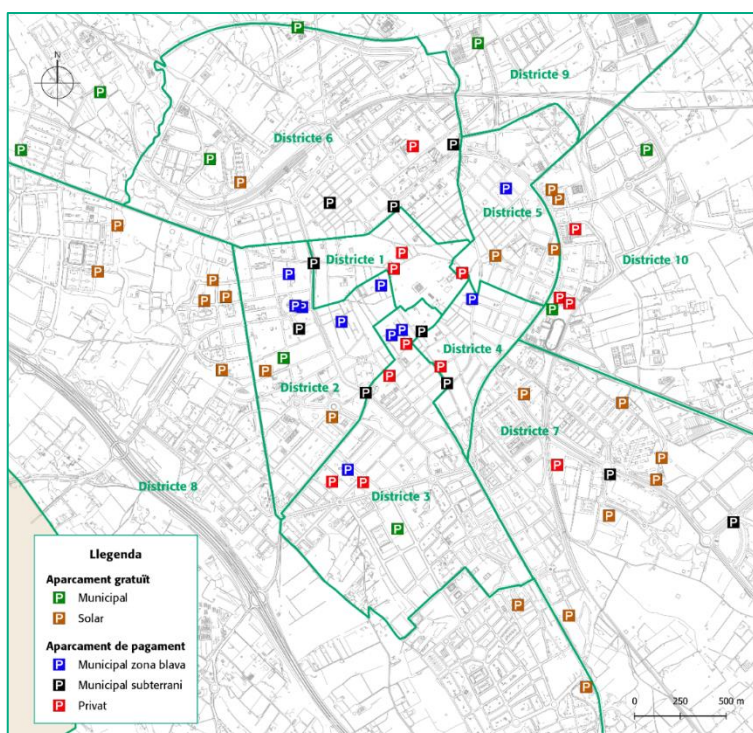 N
Districte 9
Districte 6
Districte 5
Districte 1
Districte 10
Districte 4
Districte 2
Districte 7
Districte 8
Districte 3
Llegenda
Aparcament gratuït
P Municipal
P Solar
Aparcament de pagament
P Municipal zona blava
P Municipal subterrani
P Privat
0 250 500 m